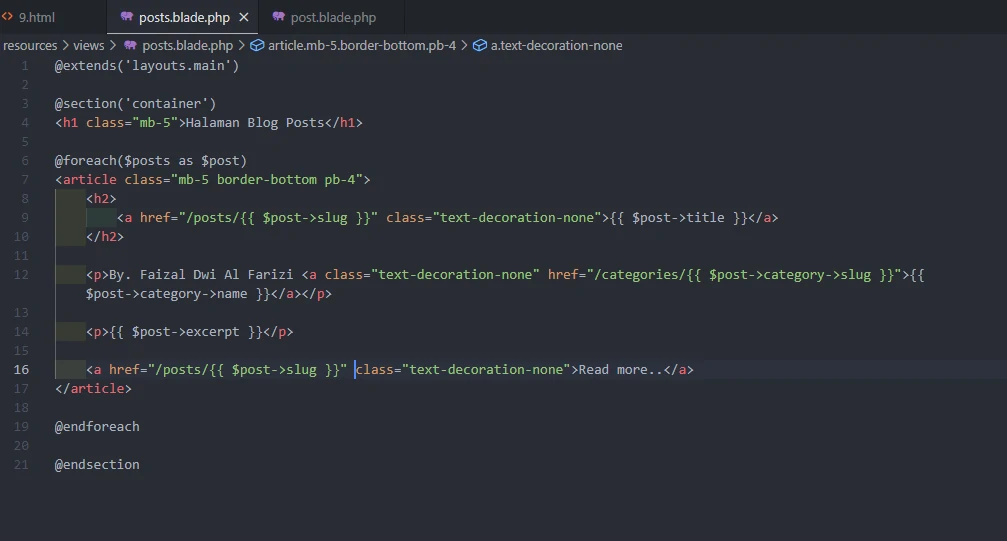 9.html posts.blade.php post.blade.php
resources views posts.blade.php article.mb-5.border-bottom.pb-4 a.text-decoration-none
1 @extends('layouts.main')
2
3 @section('container')
4 <h1 class="mb-5">Halaman Blog Posts</h1>
5
6 @foreach($posts as $post)
7 <article class="mb-5 border-bottom pb-4">
8 <h2>
9 <a href="/posts/{{ $post->slug }}" class="text-decoration-none">{{ $post->title }}</a>
10 </h2>
11
12 <p>By. Faizal Dwi Al Farizi <a class="text-decoration-none" href="/categories/{{ $post->category->slug }}">{{
$post->category->name }}</a></p>
13
14 <p>{{ $post->excerpt }}</p>
15
16 <a href="/posts/{{ $post->slug }}" class="text-decoration-none">Read more..</a>
17 </article>
18
19 @endforeach
20
21 @endsection